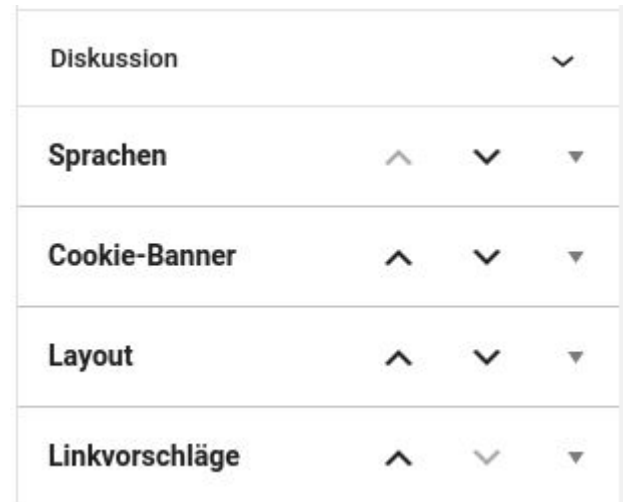 Diskussion
Sprachen
Cookie-Banner
Layout
Linkvorschläge